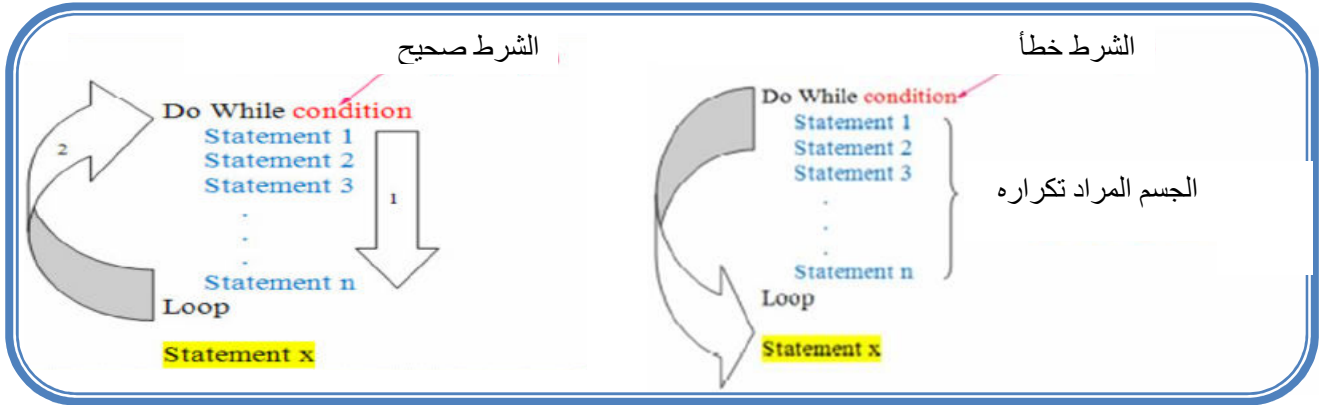 الشرط صحيح
Do While condition
Statement 1
Statement 2
Statement 3
.
.
.
Statement n
Loop
Statement x
2
1
الشرط خطأ
Do While condition
Statement 1
Statement 2
Statement 3
.
.
.
Statement n
Loop
Statement x
الجسم المراد تكراره